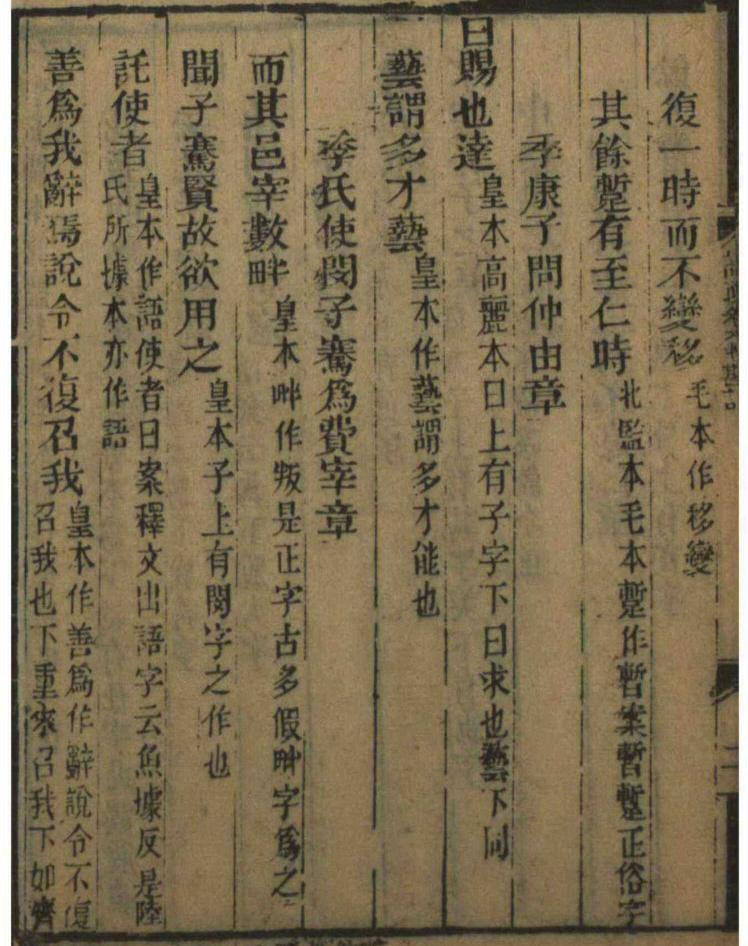 復一時而不變移毛本作移變
其餘蹔有至仁時北監本毛本蹔作暫案暫蹔正俗字
季康子問仲由章
曰賜也達皇本高麗本曰上有子字下曰求也藝下同
藝謂多才藝皇本作藝謂多才能也
季氏使閔子騫爲費宰章
而其邑宰數畔皇本畔作叛是正字古多假畔字爲之
聞子騫賢故欲用之皇本子上有閔字之作也
託使者皇本作語使者曰案釋文出語字云魚據反是陸
氏所據本亦作語
善爲我辭焉說令不復召我皇本作善爲作辭說令不復
召我也下重來召我下如齊